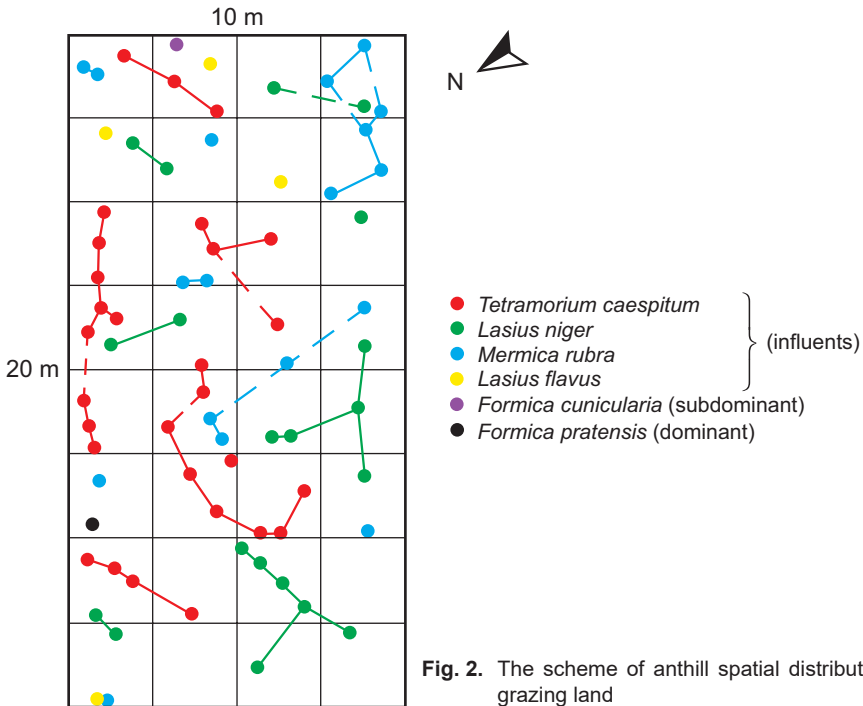 10 m
N
20 m
Tetramorium caespitum
Lasius niger
Mermica rubra
Lasius flavus
(influents)
Formica cunicularia (subdominant)
Formica pratensis (dominant)
Fig. 2. The scheme of anthill spatial distribut
grazing land